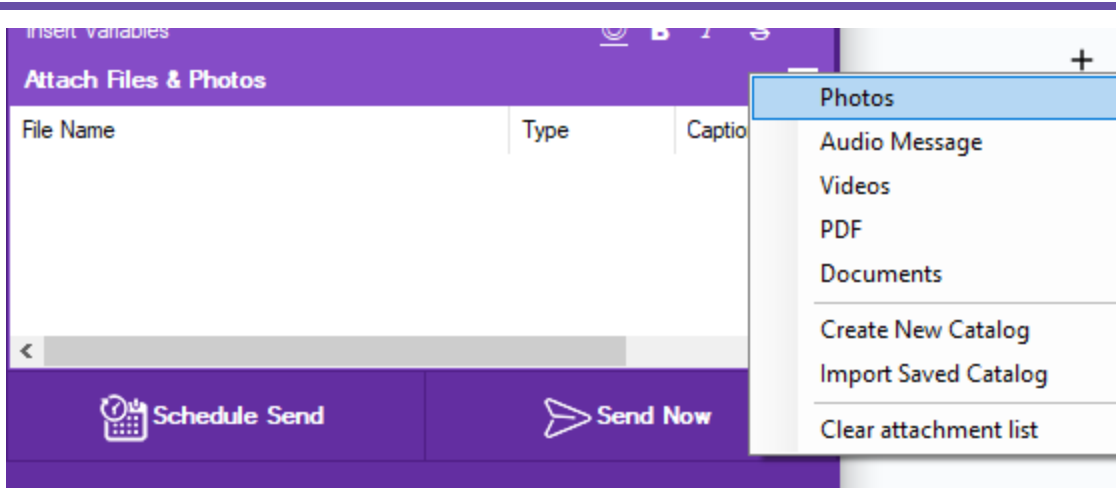 Insert Variables U B I S
Attach Files & Photos
File Name Type Captio
Photos
Audio Message
Videos
PDF
Documents
Create New Catalog
Import Saved Catalog
Clear attachment list
Schedule Send
Send Now